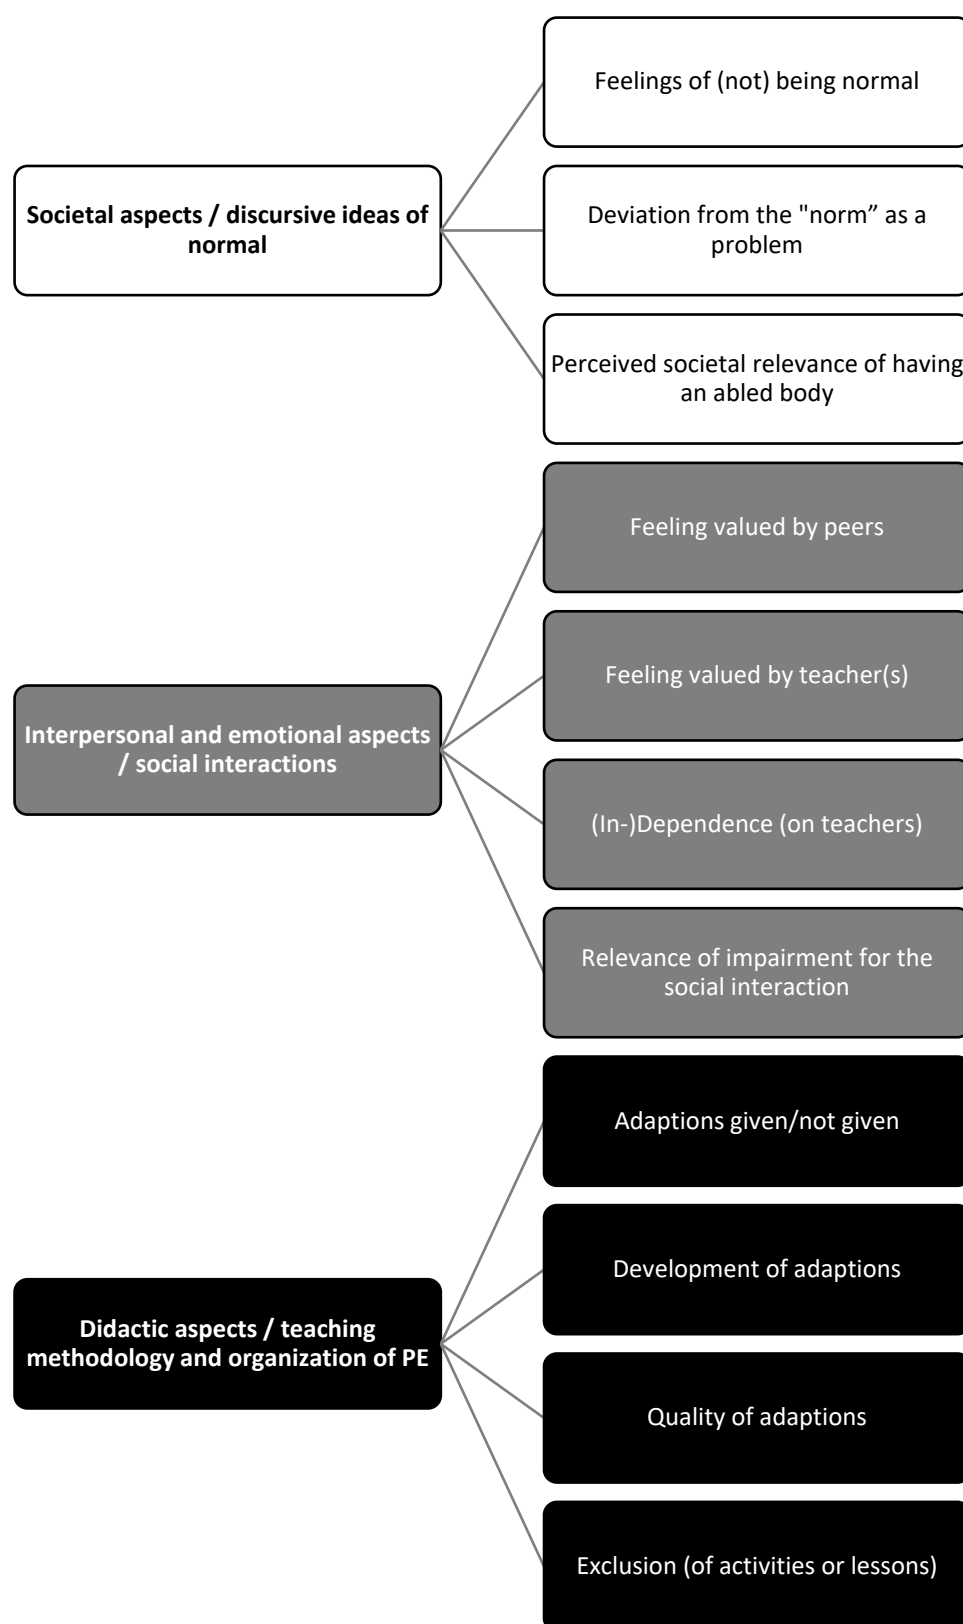 Feelings of (not) being normal
Societal aspects / discursive ideas of
normal
Deviation from the "norm” as a
problem
Perceived societal relevance of having
an abled body
Feeling valued by peers
Feeling valued by teacher(s)
Interpersonal and emotional aspects
/ social interactions
(In-)Dependence (on teachers)
Relevance of impairment for the
social interaction
Adaptions given/not given
Development of adaptions
Didactic aspects / teaching
methodology and organization of PE
Quality of adaptions
Exclusion (of activities or lessons)